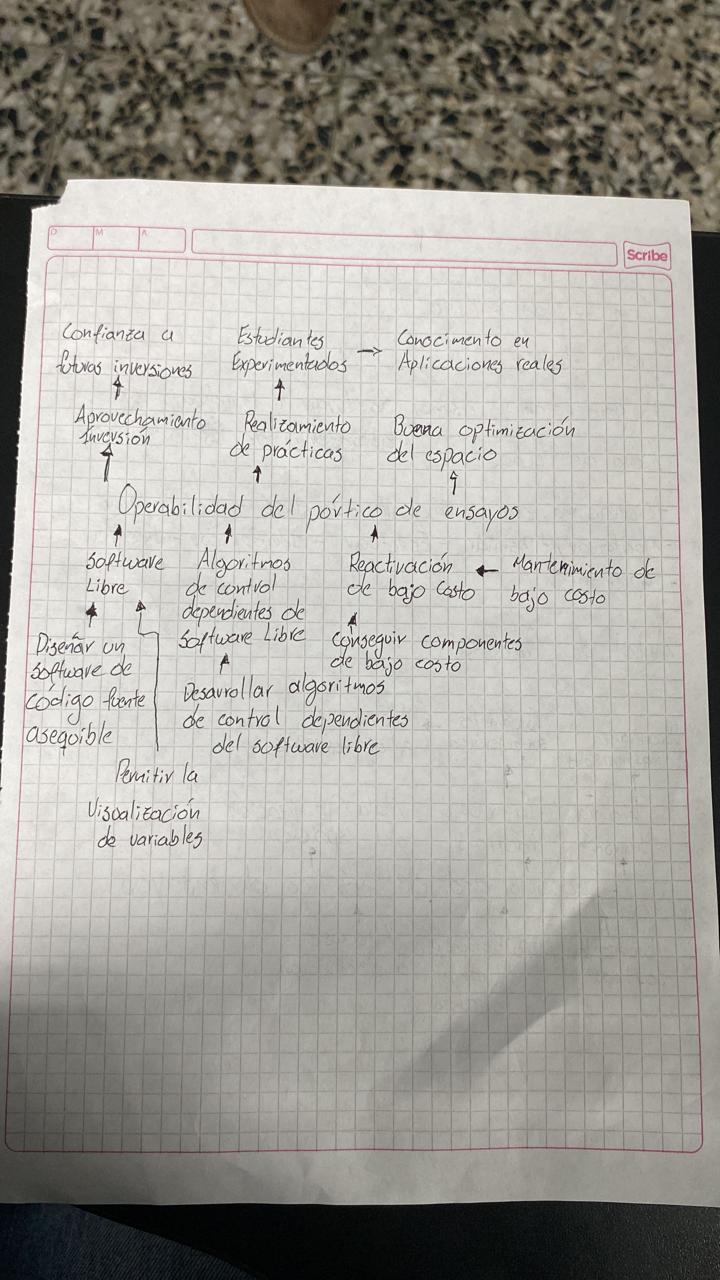 D M A
Scribe
Confianza a
futuras inversiones
Estudiantes
Experimentados
Conocimento en
Aplicaciones reales
Aprovechamiento
Inversión
Realizamiento
de prácticas
Buena optimización
del espacio
Operabilidad del pórtico de ensayos
Software
Libre
Algoritmos
de control
dependientes de
Software Libre
Reactivación
de bajo costo
Mantenimiento de
bajo costo
Diseñar un
Software de
código fuente
asequible
Conseguir componentes
de bajo costo
Desarrollar algoritmos
de control dependientes
del software libre
Permitir la
Visualización
de variables